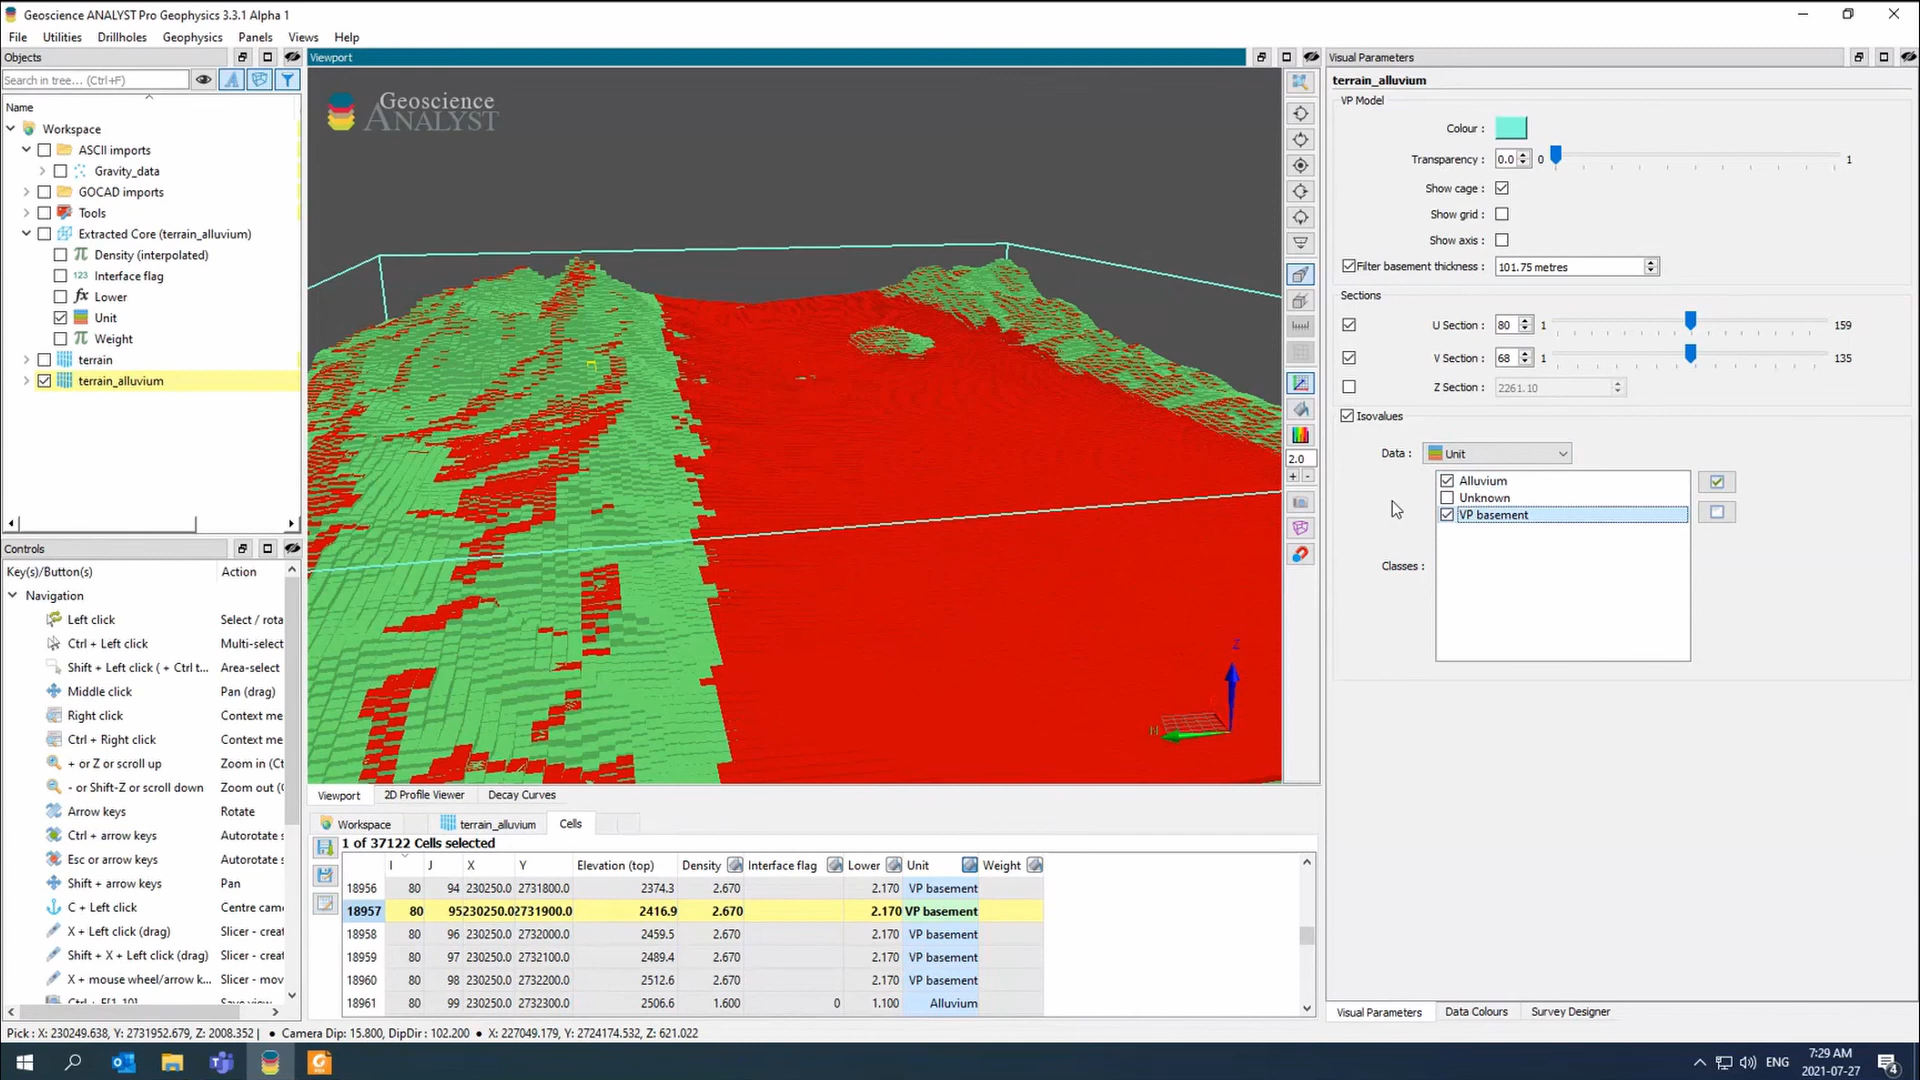 Geoscience ANALYST Pro Geophysics 3.3.1 Alpha 1
File Utilities Drillholes Geophysics Panels Views Help
Objects
Search in tree... (Ctrl+F)
Name
Workspace
ASCII imports
Gravity_data
GOCAD imports
Tools
Extracted Core (terrain_alluvium)
Density (interpolated)
123 Interface flag
fx Lower
Unit
Weight
terrain
terrain_alluvium
Controls
Key(s)/Button(s) Action
Navigation
Left click Select / rota
Ctrl + Left click Multi-select
Shift + Left click ( + Ctrl t... Area-select
Middle click Pan (drag)
Right click Context me
Ctrl + Right click Context me
+ or Z or scroll up Zoom in (Ct
- or Shift-Z or scroll down Zoom out (
Arrow keys Rotate
Ctrl + arrow keys Autorotate s
Esc or arrow keys Autorotate s
Shift + arrow keys Pan
C + Left click Centre came
X + Left click (drag) Slicer - creat
Shift + X + Left click (drag) Slicer - creat
X + mouse wheel/arrow k... Slicer - mov
Viewport
Geoscience
ANALYST
Z
N
2.0
Viewport 2D Profile Viewer Decay Curves
Workspace terrain_alluvium Cells
1 of 37122 Cells selected
I J X Y Elevation (top) Density Interface flag Lower Unit Weight
18956 80 94 230250.0 2731800.0 2374.3 2.670 2.170 VP basement
18957 80 95230250.02731900.0 2416.9 2.670 2.170 VP basement
18958 80 96 230250.0 2732000.0 2459.5 2.670 2.170 VP basement
18959 80 97 230250.0 2732100.0 2489.4 2.670 2.170 VP basement
18960 80 98 230250.0 2732200.0 2512.6 2.670 2.170 VP basement
18961 80 99 230250.0 2732300.0 2506.6 1.600 0 1.100 Alluvium
Visual Parameters
terrain_alluvium
VP Model
Colour :
Transparency : 0.0 0 1
Show cage :
Show grid :
Show axis :
Filter basement thickness : 101.75 metres
Sections
U Section : 80 1 159
V Section : 68 1 135
Z Section : 2261.10
Isovalues
Data : Unit
Alluvium
Unknown
VP basement
Classes :
Visual Parameters Data Colours Survey Designer
Pick : X: 230249.638, Y: 2731952.679, Z: 2008.352 | • Camera Dip: 15.800, DipDir : 102.200 • X: 227049.179, Y: 2724174.532, Z: 621.022
ENG
7:29 AM
2021-07-27
4